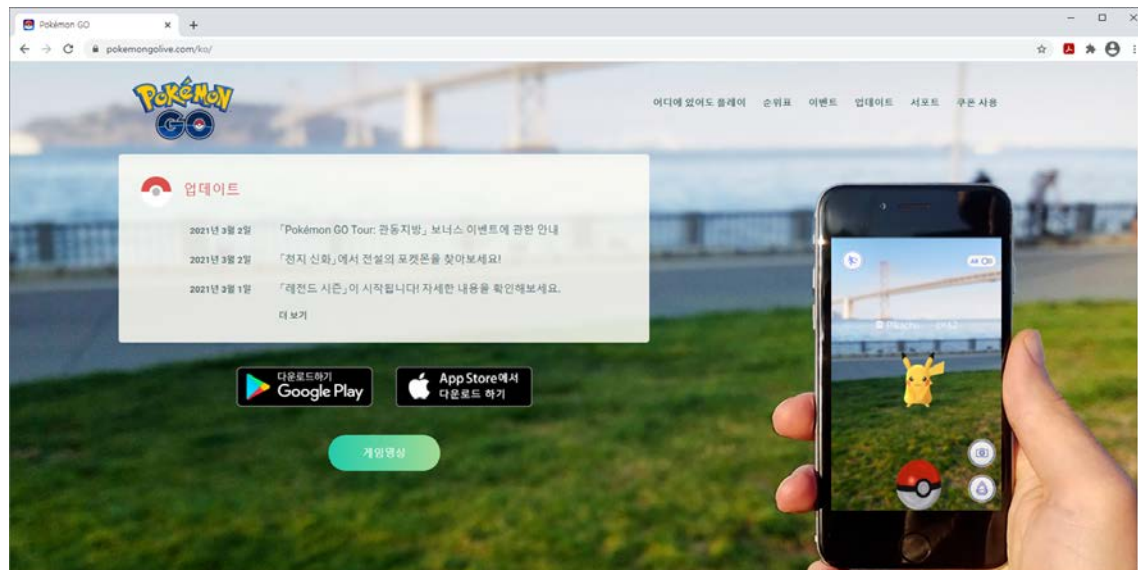 Pokémon GO
pokemongolive.com/ko/
POKÉMON GO
어디에 있어도 플레이 순위표 이벤트 업데이트 서포트 쿠폰 사용
업데이트
2021년 3월 2일 「Pokémon GO Tour: 관동지방」 보너스 이벤트에 관한 안내
2021년 3월 2일 「천지 신화」에서 전설의 포켓몬을 찾아보세요!
2021년 3월 1일 「레전드 시즌」이 시작됩니다! 자세한 내용을 확인해보세요.
더 보기
다운로드하기
Google Play
App Store에서
다운로드 하기
AR